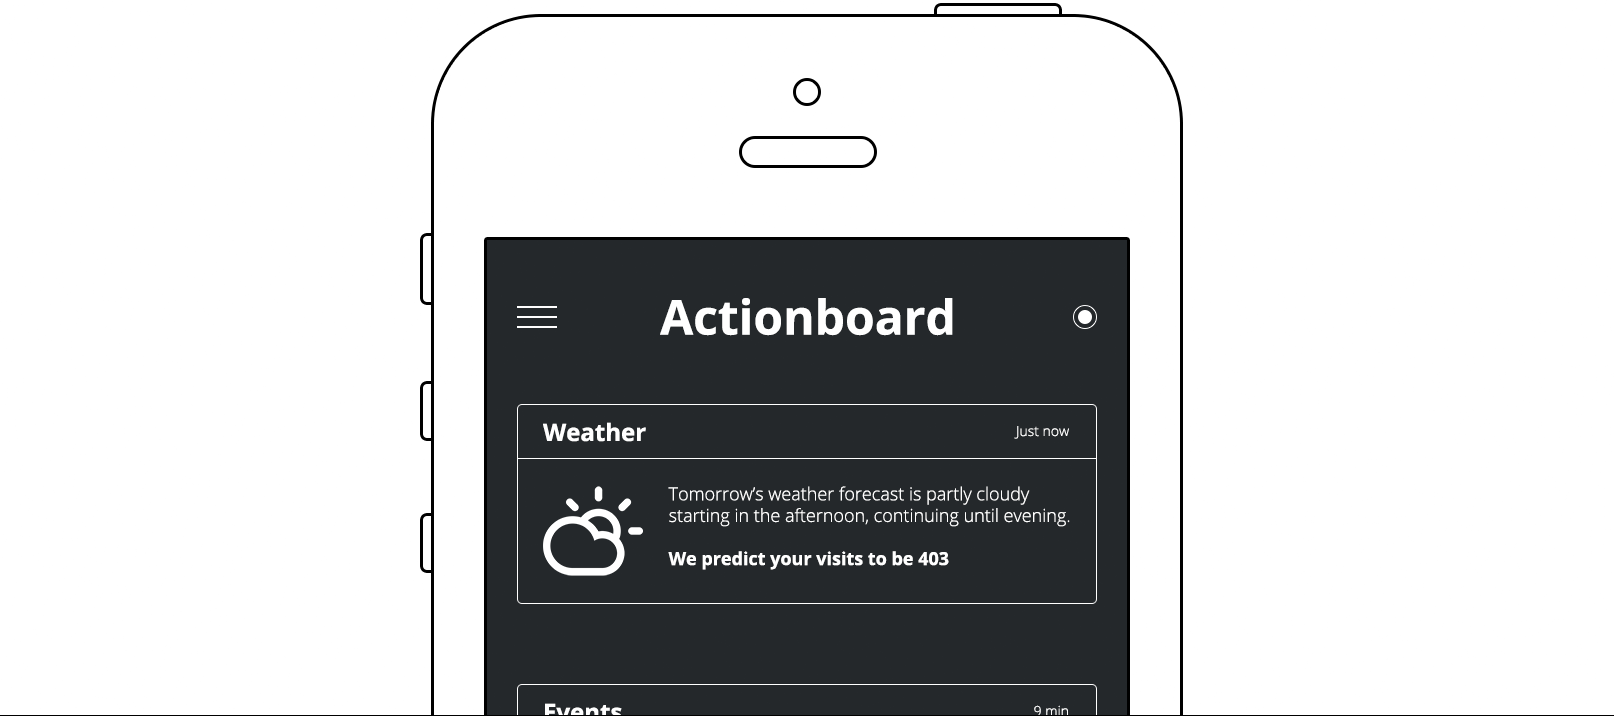 Actionboard
Weather
Just now
Tomorrow’s weather forecast is partly cloudy
starting in the afternoon, continuing until evening.
We predict your visits to be 403
Events
9 min